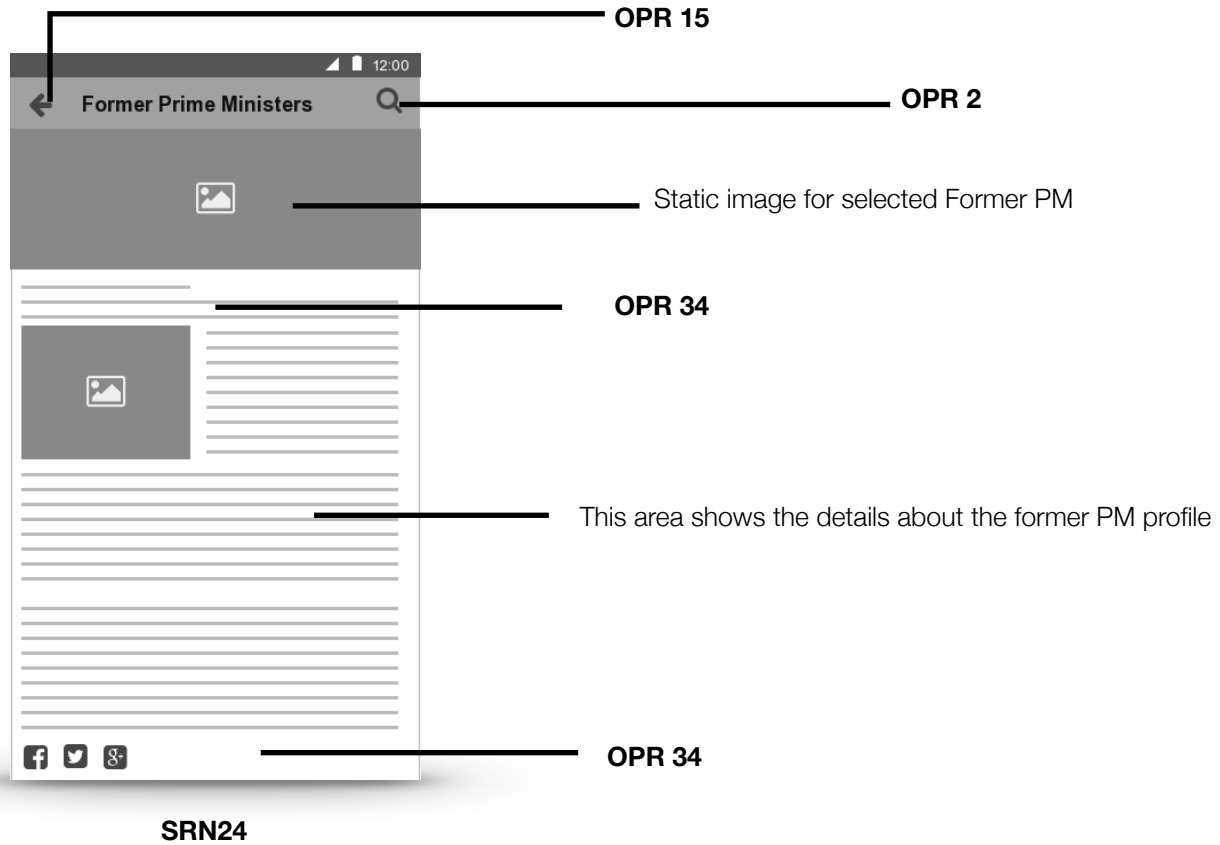 OPR 15
12:00
Former Prime Ministers
OPR 2
Static image for selected Former PM
OPR 34
This area shows the details about the former PM profile
f
g+
OPR 34
SRN24